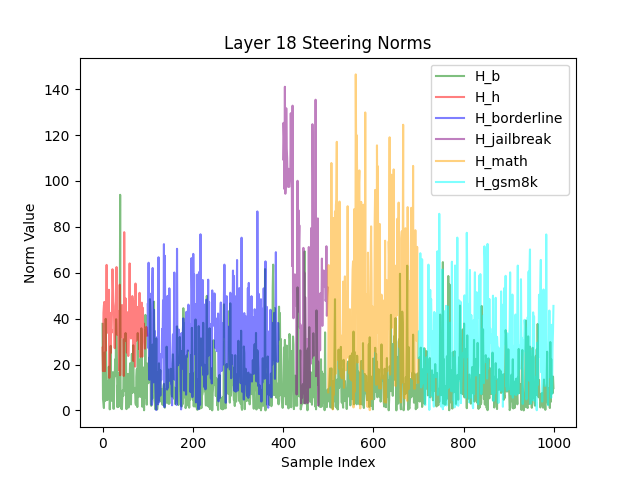 Layer 18 Steering Norms
Norm Value
140
120
100
80
60
40
20
0
0
200
400
600
800
1000
Sample Index
H_b
H_h
H_borderline
H_jailbreak
H_math
H_gsm8k